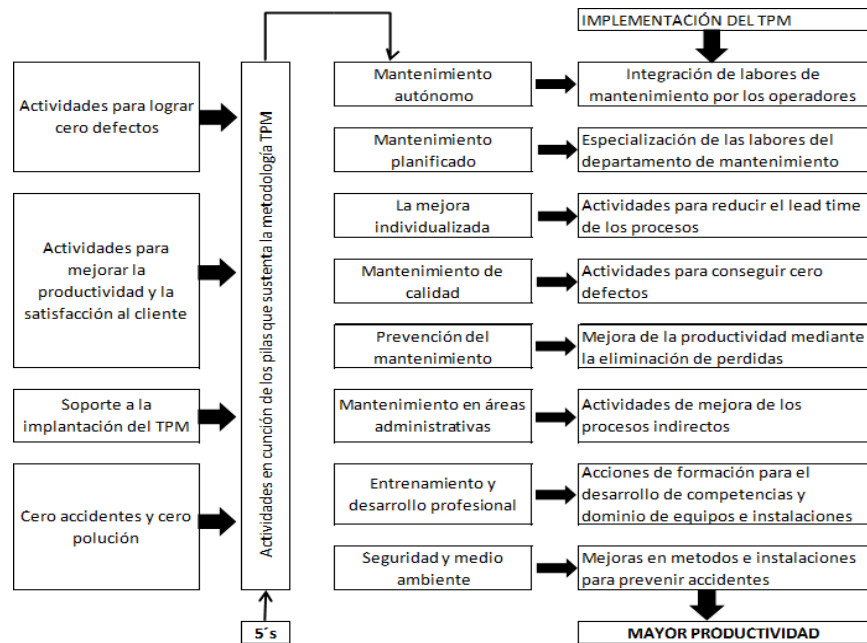 IMPLEMENTACIÓN DEL TPM
Actividades para lograr
cero defectos
Actividades para
mejorar la
productividad y la
satisfacción al cliente
Soporte a la
implantación del TPM
Cero accidentes y cero
polución
Actividades en cunción de los pilas que sustenta la metodología TPM
5´s
Mantenimiento
autónomo
Integración de labores de
mantenimiento por los operadores
Mantenimiento
planificado
Especialización de las labores del
departamento de mantenimiento
La mejora
individualizada
Actividades para reducir el lead time
de los procesos
Mantenimiento de
calidad
Actividades para conseguir cero
defectos
Prevención del
mantenimiento
Mejora de la productividad mediante
la eliminación de perdidas
Mantenimiento en áreas
administrativas
Actividades de mejora de los
procesos indirectos
Entrenamiento y
desarrollo profesional
Acciones de formación para el
desarrollo de competencias y
dominio de equipos e instalaciones
Seguridad y medio
ambiente
Mejoras en metodos e instalaciones
para prevenir accidentes
MAYOR PRODUCTIVIDAD